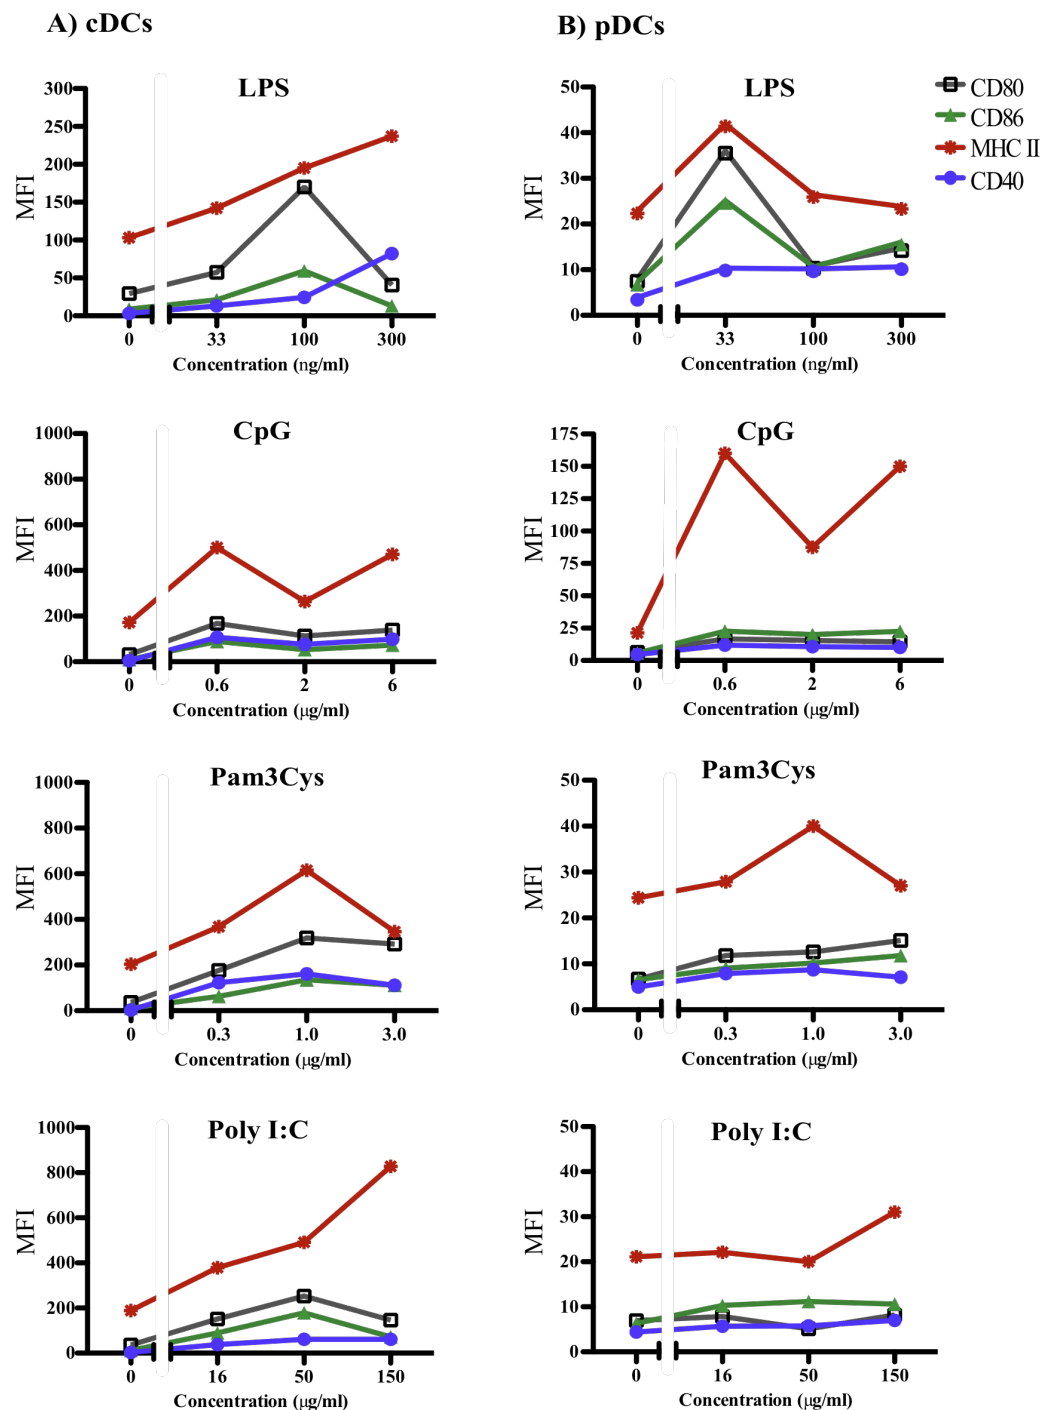 A) cDCs
B) pDCs
LPS
300
250
200
150
100
50
0
MFI
0 33 100 300
Concentration (ng/ml)
LPS
50
40
30
20
10
0
MFI
0 33 100 300
Concentration (ng/ml)
CD80
CD86
MHC II
CD40
CpG
1000
800
600
400
200
0
MFI
0 0.6 2 6
Concentration (μg/ml)
CpG
175
150
125
100
75
50
25
0
MFI
0 0.6 2 6
Concentration (μg/ml)
Pam3Cys
1000
800
600
400
200
0
MFI
0 0.3 1.0 3.0
Concentration (μg/ml)
Pam3Cys
50
40
30
20
10
0
MFI
0 0.3 1.0 3.0
Concentration (μg/ml)
Poly I:C
1000
800
600
400
200
0
MFI
0 16 50 150
Concentration (μg/ml)
Poly I:C
50
40
30
20
10
0
MFI
0 16 50 150
Concentration (μg/ml)